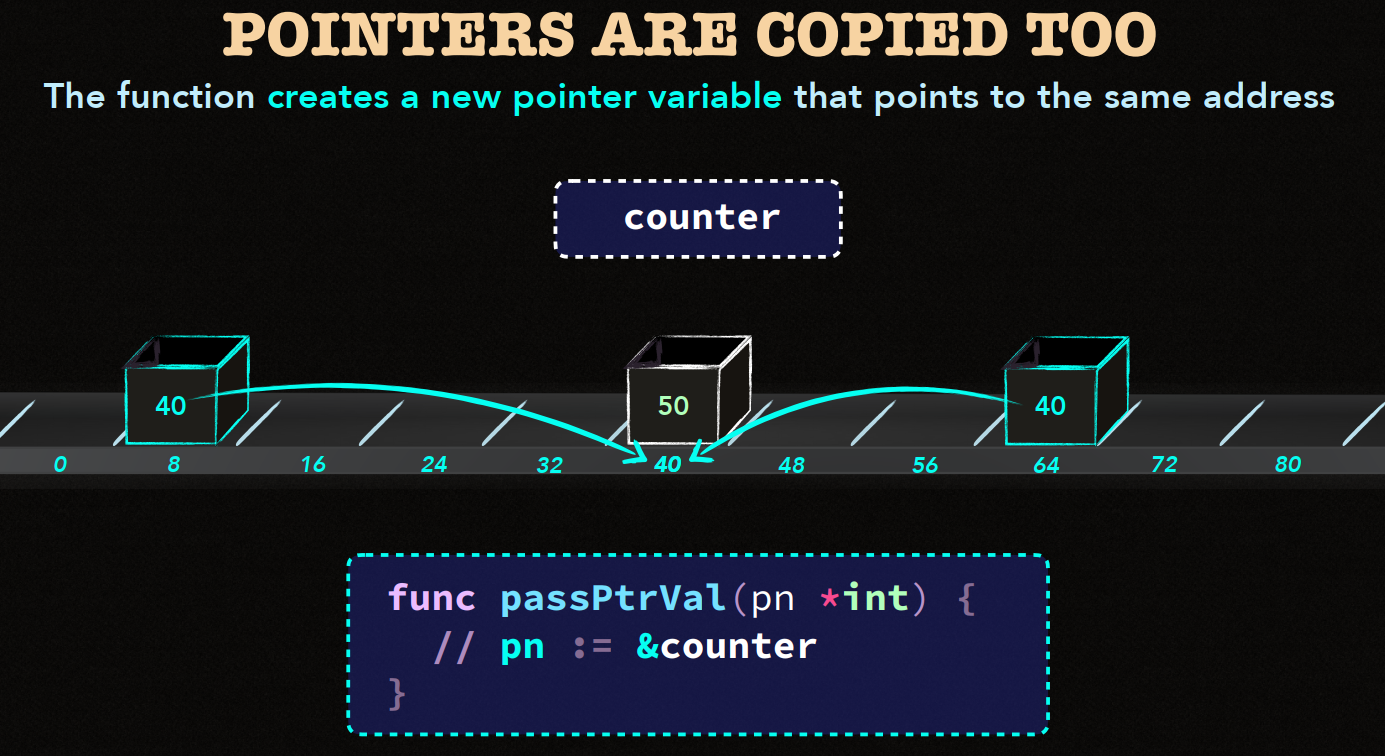 POINTERS ARE COPIED TOO
The function creates a new pointer variable that points to the same address
counter
40 50 40
0 8 16 24 32 40 48 56 64 72 80
func passPtrVal(pn *int) {
// pn := &counter
}